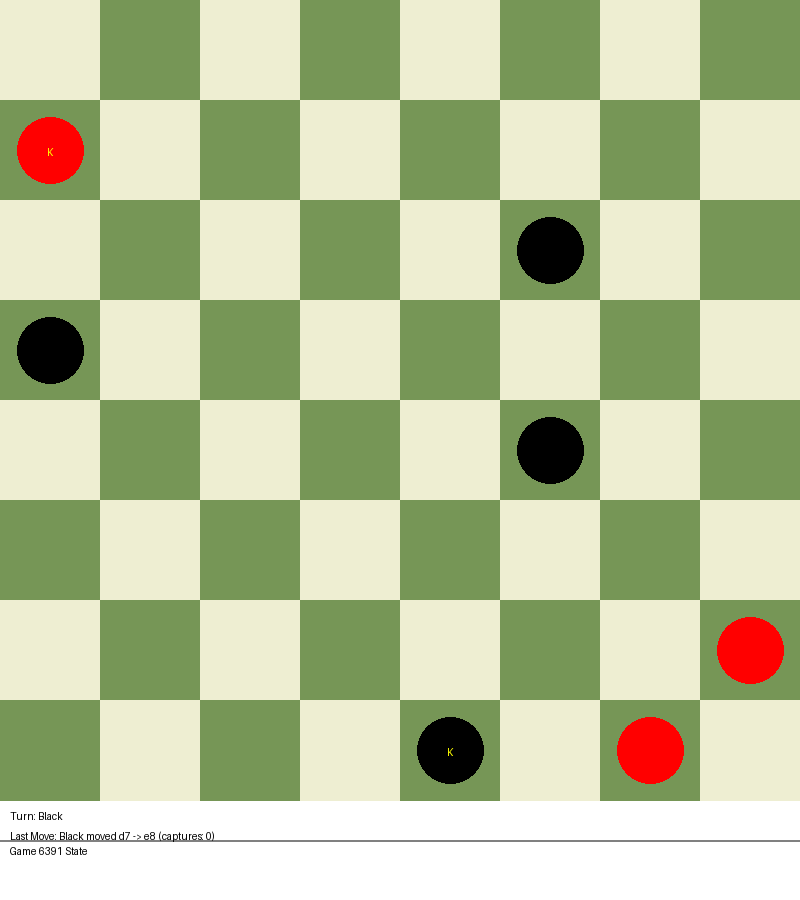 K
K
Turn: Black
Last Move: Black moved d7 -> e8 (captures: 0)
Game 6391 State